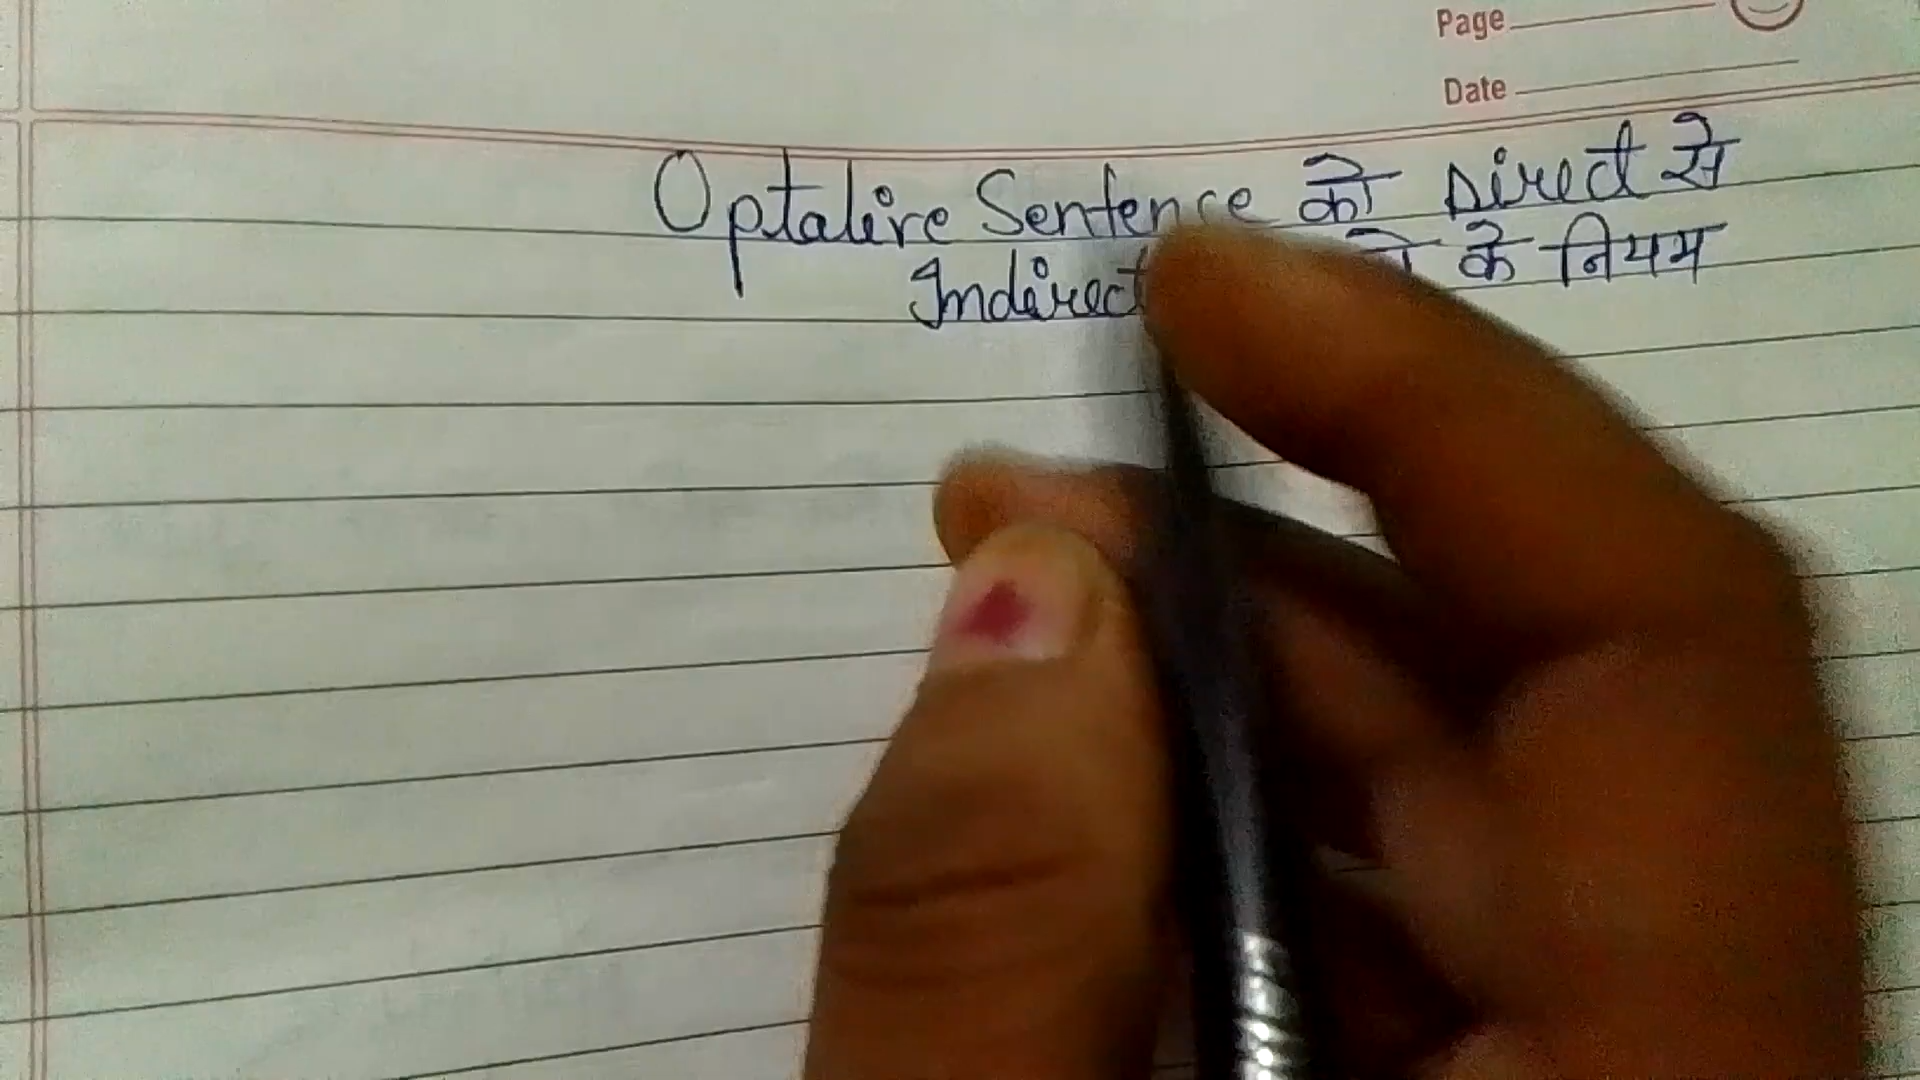 Page
Date
Optative Sentence को Direct से
Indirect के नियम